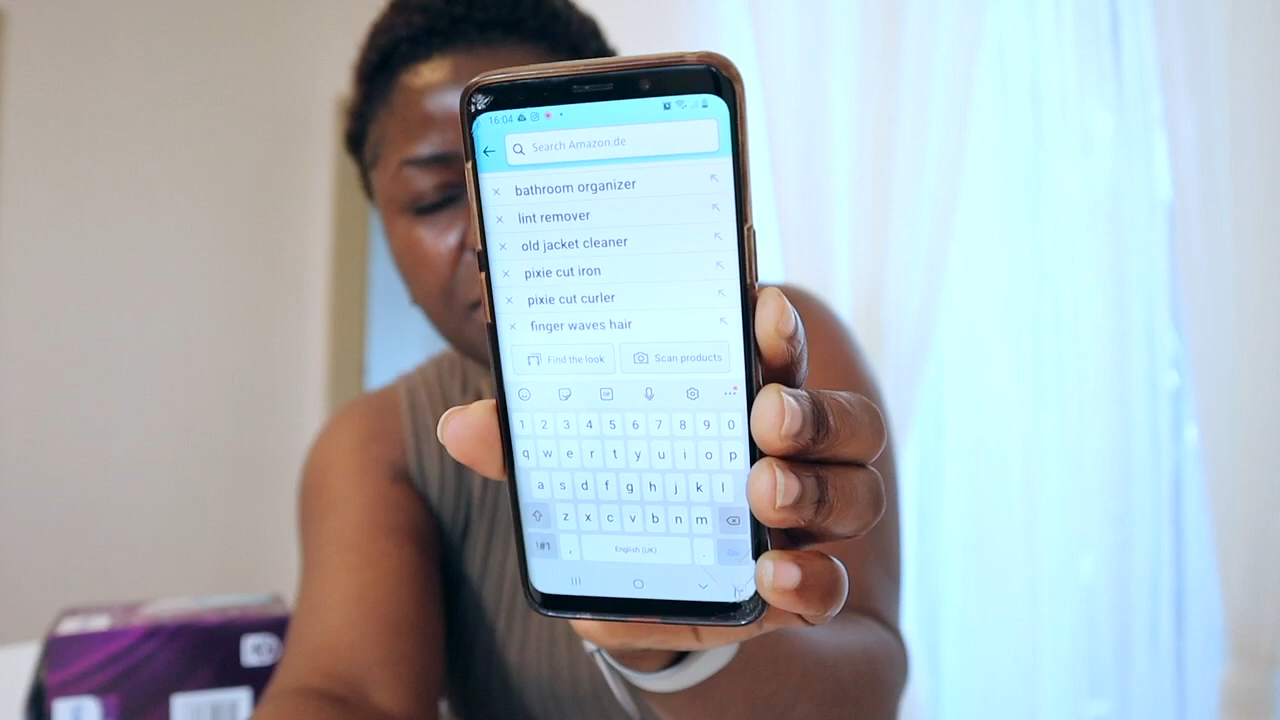 16:04
Search Amazon.de
bathroom organizer
lint remover
old jacket cleaner
pixie cut iron
pixie cut curler
finger waves hair
Find the look Scan products
GIF
1 2 3 4 5 6 7 8 9 0
q w e r t y u i o p
a s d f g h j k l
z x c v b n m
!#1 , English (UK) . Go